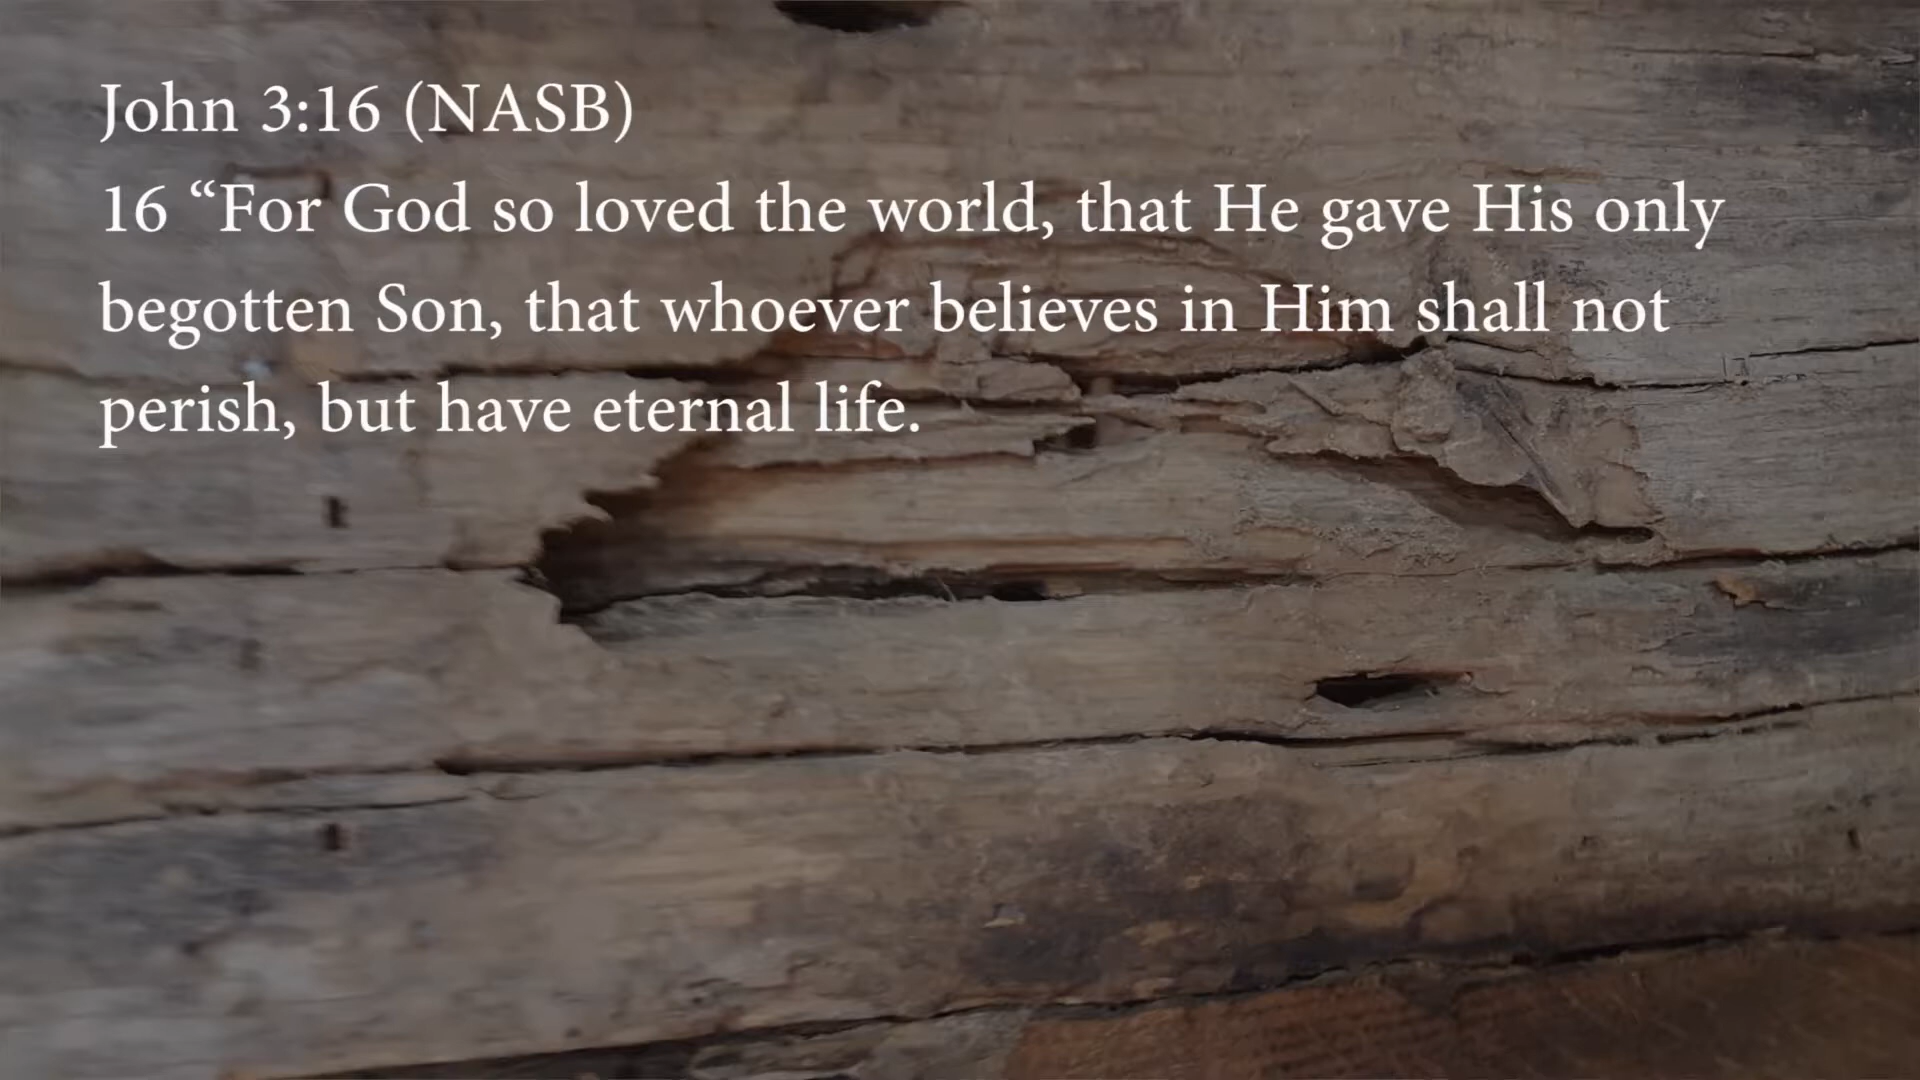 John 3:16 (NASB)
16 “For God so loved the world, that He gave His only
begotten Son, that whoever believes in Him shall not
perish, but have eternal life.